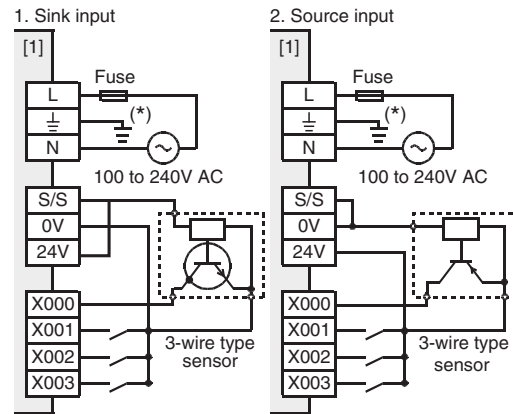 1. Sink input
[1]
Fuse
L
(*)
N
100 to 240V AC
S/S
0V
24V
X000
X001
X002
X003
3-wire type
sensor
2. Source input
[1]
Fuse
L
(*)
N
100 to 240V AC
S/S
0V
24V
X000
X001
X002
X003
3-wire type
sensor